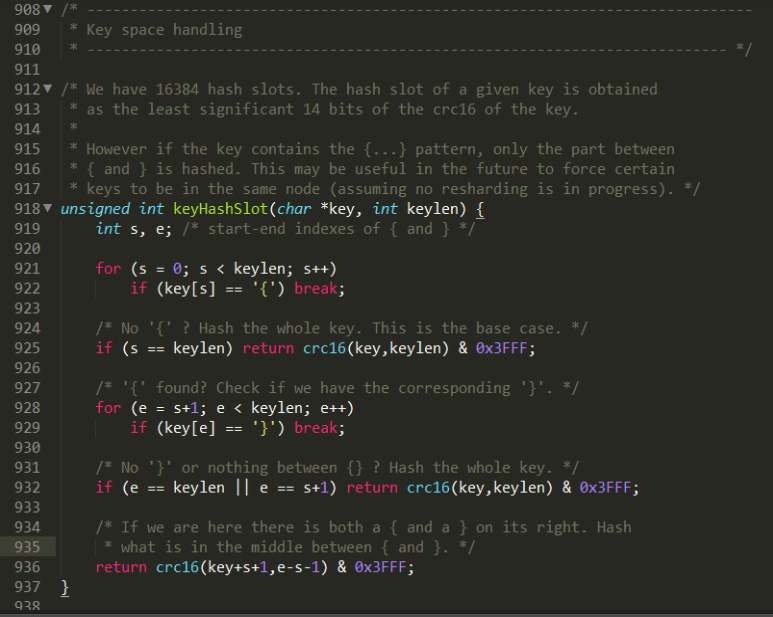 908 /* -----------------------------------------------------------------------------
909  * Key space handling
910  * -------------------------------------------------------------------------- */
911
912 /* We have 16384 hash slots. The hash slot of a given key is obtained
913  * as the least significant 14 bits of the crc16 of the key.
914  *
915  * However if the key contains the {...} pattern, only the part between
916  * { and } is hashed. This may be useful in the future to force certain
917  * keys to be in the same node (assuming no resharding is in progress). */
918 unsigned int keyHashSlot(char *key, int keylen) {
919     int s, e; /* start-end indexes of { and } */
920
921     for (s = 0; s < keylen; s++)
922         if (key[s] == '{') break;
923
924     /* No '{' ? Hash the whole key. This is the base case. */
925     if (s == keylen) return crc16(key,keylen) & 0x3FFF;
926
927     /* '{' found? Check if we have the corresponding '}'. */
928     for (e = s+1; e < keylen; e++)
929         if (key[e] == '}') break;
930
931     /* No '}' or nothing between {} ? Hash the whole key. */
932     if (e == keylen || e == s+1) return crc16(key,keylen) & 0x3FFF;
933
934     /* If we are here there is both a { and a } on its right. Hash
935      * what is in the middle between { and }. */
936     return crc16(key+s+1,e-s-1) & 0x3FFF;
937 }
938